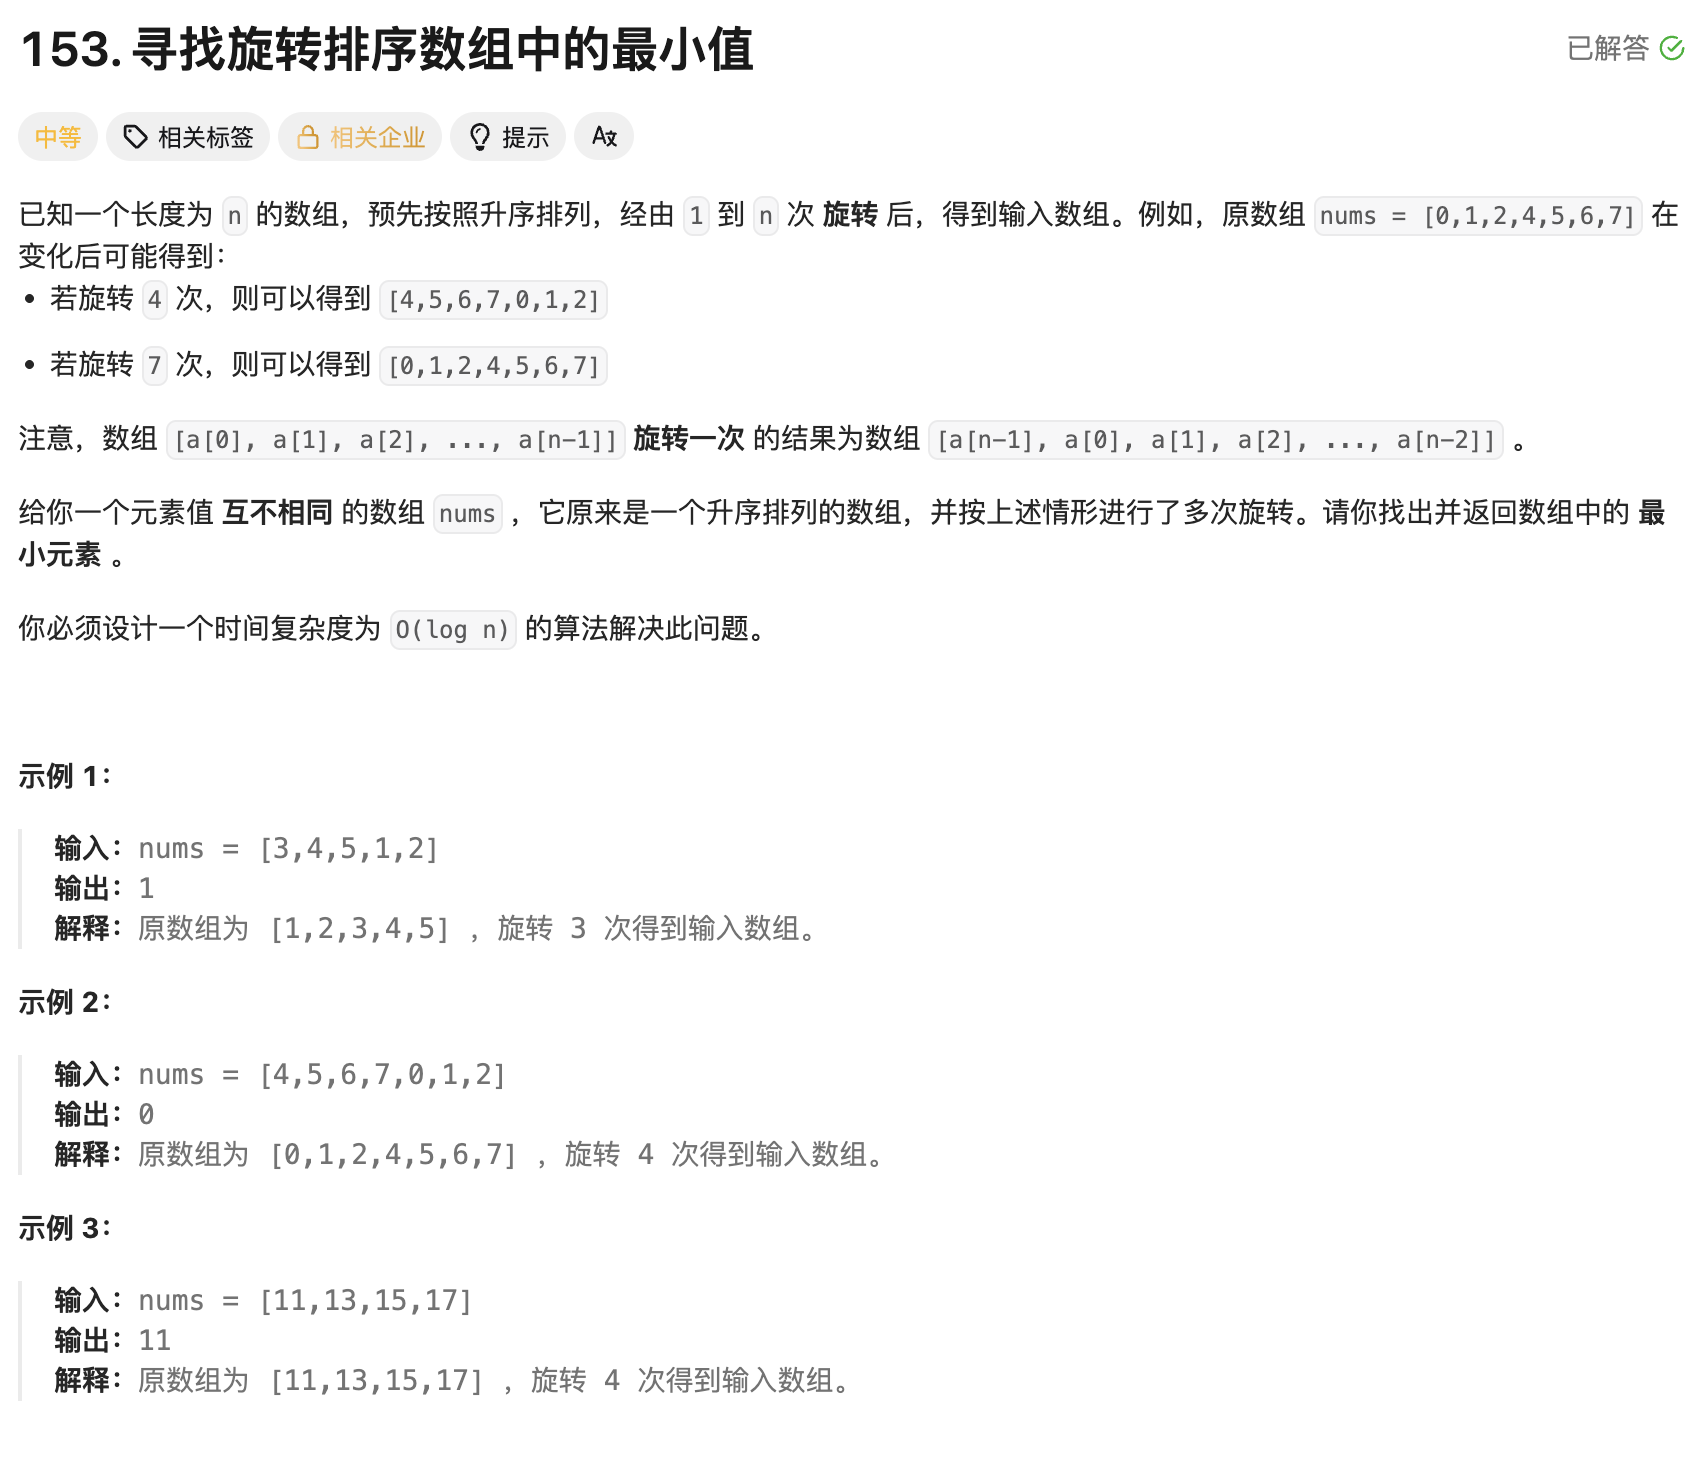 153. 寻找旋转排序数组中的最小值
已解答
中等 相关标签 相关企业 提示
已知一个长度为 n 的数组，预先按照升序排列，经由 1 到 n 次 旋转 后，得到输入数组。例如，原数组 nums = [0,1,2,4,5,6,7] 在
变化后可能得到：
• 若旋转 4 次，则可以得到 [4,5,6,7,0,1,2]
• 若旋转 7 次，则可以得到 [0,1,2,4,5,6,7]
注意，数组 [a[0], a[1], a[2], ..., a[n-1]] 旋转一次 的结果为数组 [a[n-1], a[0], a[1], a[2], ..., a[n-2]] 。
给你一个元素值 互不相同 的数组 nums ，它原来是一个升序排列的数组，并按上述情形进行了多次旋转。请你找出并返回数组中的 最
小元素 。
你必须设计一个时间复杂度为 O(log n) 的算法解决此问题。
示例 1：
输入：nums = [3,4,5,1,2]
输出：1
解释：原数组为 [1,2,3,4,5] ，旋转 3 次得到输入数组。
示例 2：
输入：nums = [4,5,6,7,0,1,2]
输出：0
解释：原数组为 [0,1,2,4,5,6,7] ，旋转 4 次得到输入数组。
示例 3：
输入：nums = [11,13,15,17]
输出：11
解释：原数组为 [11,13,15,17] ，旋转 4 次得到输入数组。